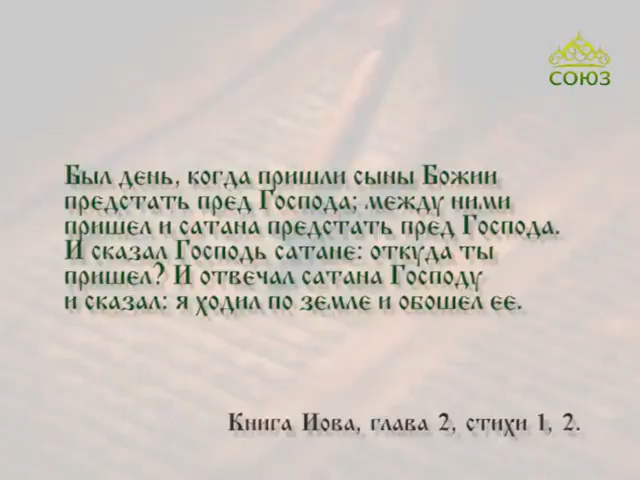 СОЮЗ
Был день, когда пришли сыны Божии
предстать пред Господа; между ними
пришел и сатана предстать пред Господа.
И сказал Господь сатане: откуда ты
пришел? И отвечал сатана Господу
и сказал: я ходил по земле и обошел ее.
Книга Иова, глава 2, стихи 1, 2.